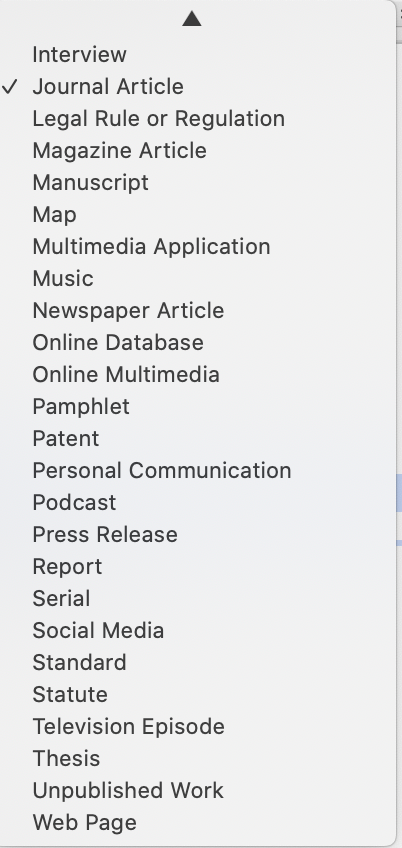 Interview
✓ Journal Article
Legal Rule or Regulation
Magazine Article
Manuscript
Map
Multimedia Application
Music
Newspaper Article
Online Database
Online Multimedia
Pamphlet
Patent
Personal Communication
Podcast
Press Release
Report
Serial
Social Media
Standard
Statute
Television Episode
Thesis
Unpublished Work
Web Page